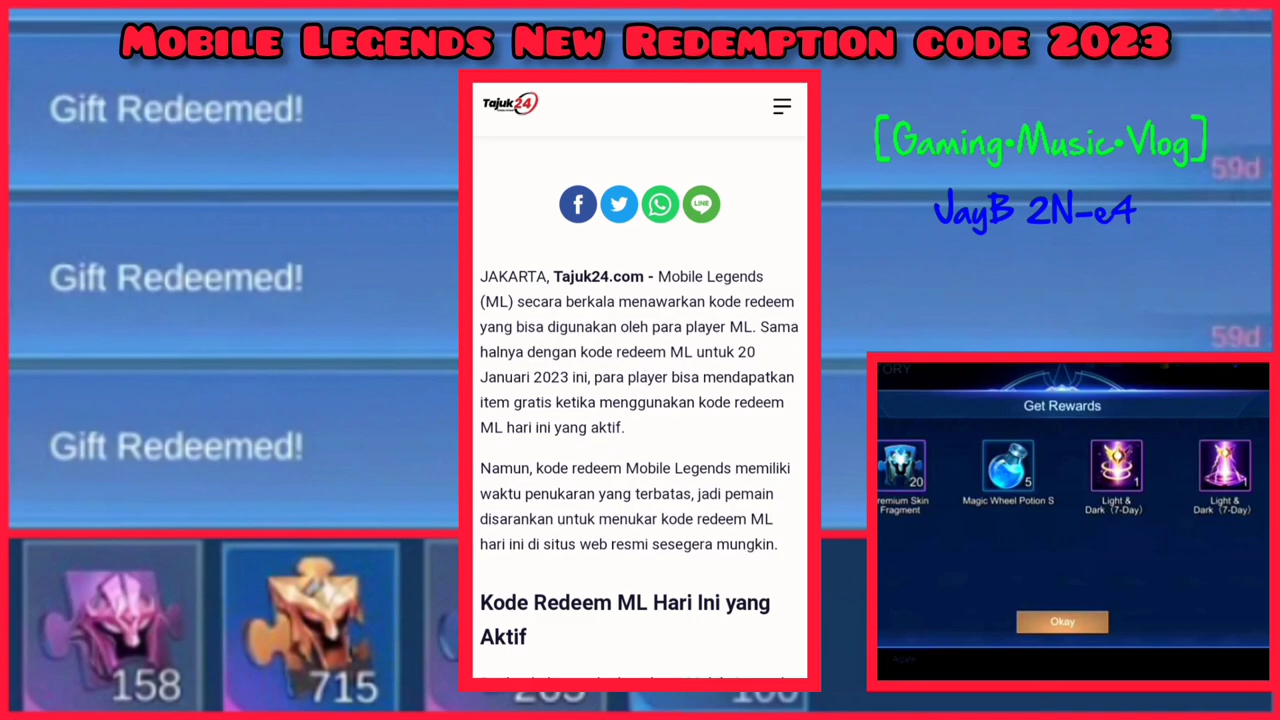 Mobile Legends New Redemption code 2023
Gift Redeemed!
59d
Gift Redeemed!
59d
Gift Redeemed!
158
715
Tajuk24
LINE
JAKARTA, Tajuk24.com - Mobile Legends
(ML) secara berkala menawarkan kode redeem
yang bisa digunakan oleh para player ML. Sama
halnya dengan kode redeem ML untuk 20
Januari 2023 ini, para player bisa mendapatkan
item gratis ketika menggunakan kode redeem
ML hari ini yang aktif.
Namun, kode redeem Mobile Legends memiliki
waktu penukaran yang terbatas, jadi pemain
disarankan untuk menukar kode redeem ML
hari ini di situs web resmi sesegera mungkin.
Kode Redeem ML Hari Ini yang
Aktif
[Gaming•Music•Vlog]
JayB 2N-e4
ORY
Get Rewards
20
5
1
1
remium Skin
Fragment
Magic Wheel Potion S
Light &
Dark (7-Day)
Light &
Dark (7-Day)
Okay